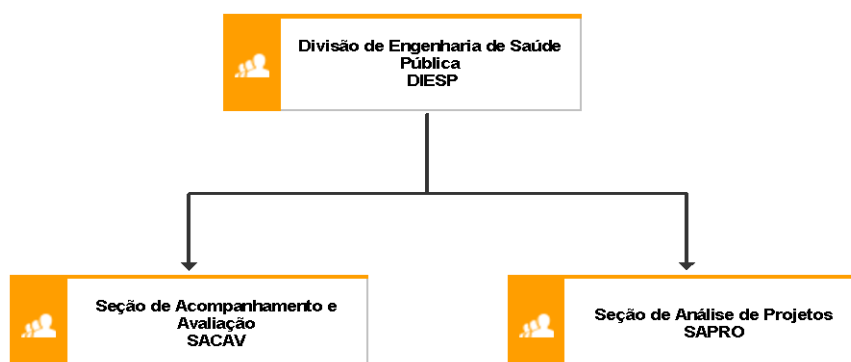 Divisão de Engenharia de Saúde
Pública
DIESP
Seção de Acompanhamento e
Avaliação
SACAV
Seção de Análise de Projetos
SAPRO